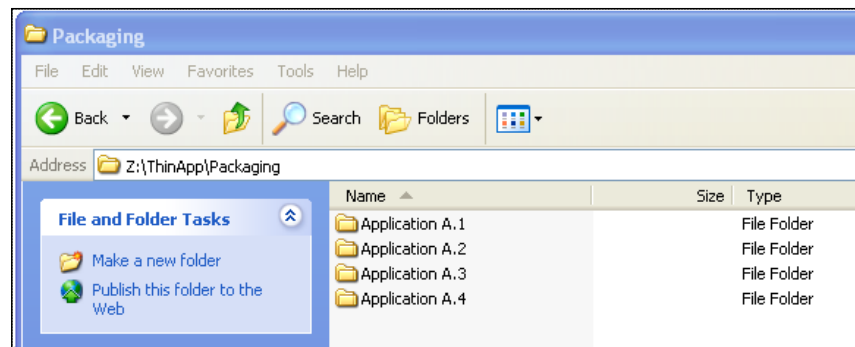 Packaging
File Edit View Favorites Tools Help
Back Search Folders
Address Z:\ThinApp\Packaging
Name Size Type
File and Folder Tasks
Make a new folder
Publish this folder to the
Web
Application A.1 File Folder
Application A.2 File Folder
Application A.3 File Folder
Application A.4 File Folder